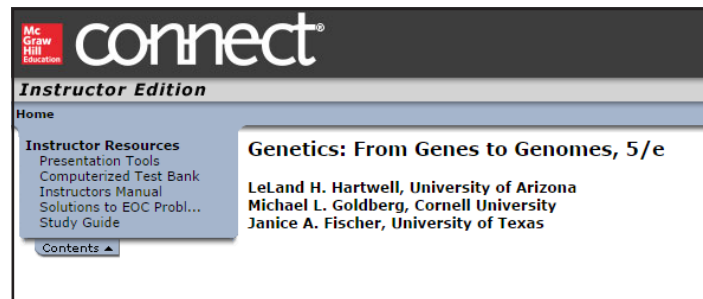 Mc
Graw
Hill
Education
connect®
Instructor Edition
Home
Instructor Resources
Presentation Tools
Computerized Test Bank
Instructors Manual
Solutions to EOC Probl...
Study Guide
Contents ▲
Genetics: From Genes to Genomes, 5/e
LeLand H. Hartwell, University of Arizona
Michael L. Goldberg, Cornell University
Janice A. Fischer, University of Texas